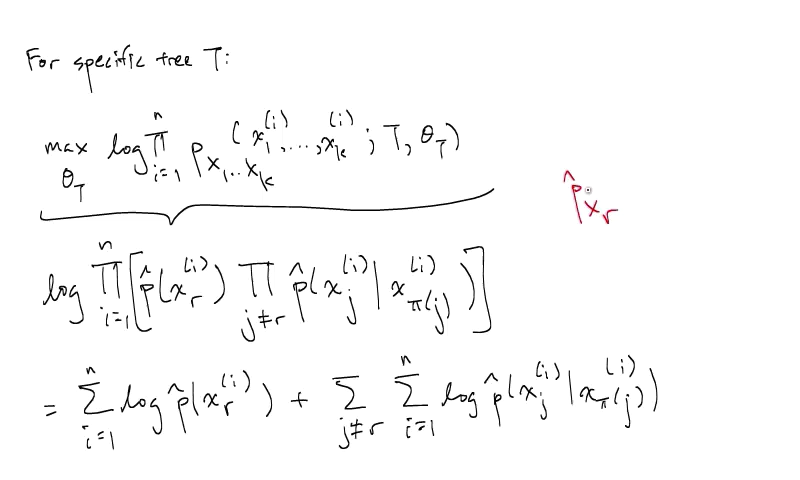 For specific tree T:
max_{θ_T} log ∏_{i=1}^{n} p_{x_1...x_k}(x_1^{(i)},...,x_k^{(i)}; T, θ_T)
p̂_{x_r}
log ∏_{i=1}^{n} [p̂(x_r^{(i)}) ∏_{j≠r} p̂(x_j^{(i)}|x_{π(j)}^{(i)})]
= ∑_{i=1}^{n} log p̂(x_r^{(i)}) + ∑_{j≠r} ∑_{i=1}^{n} log p̂(x_j^{(i)}|x_{π(j)}^{(i)})